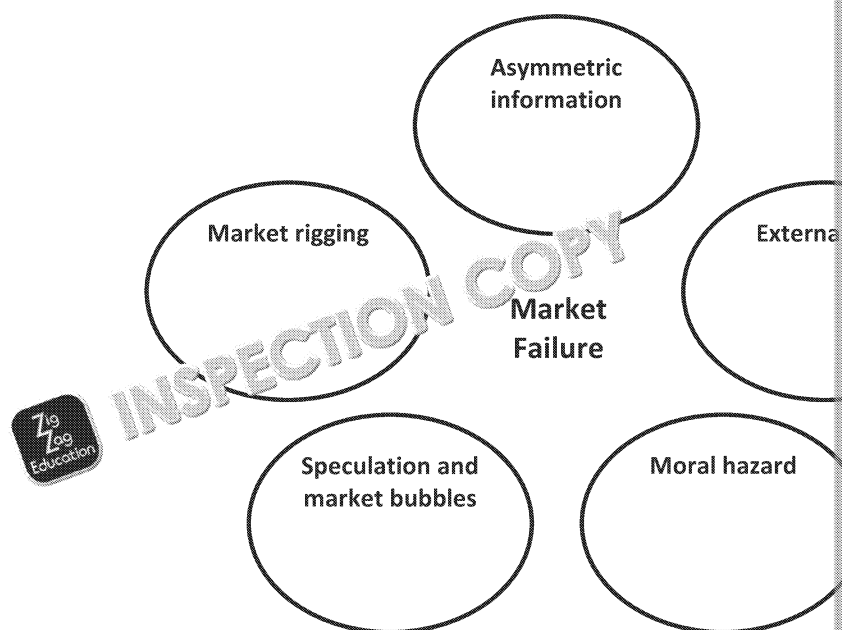 Asymmetric
information
Market rigging
Externa
Market
Failure
INSPECTION COPY
Zig
Zag
Education
Speculation and
market bubbles
Moral hazard